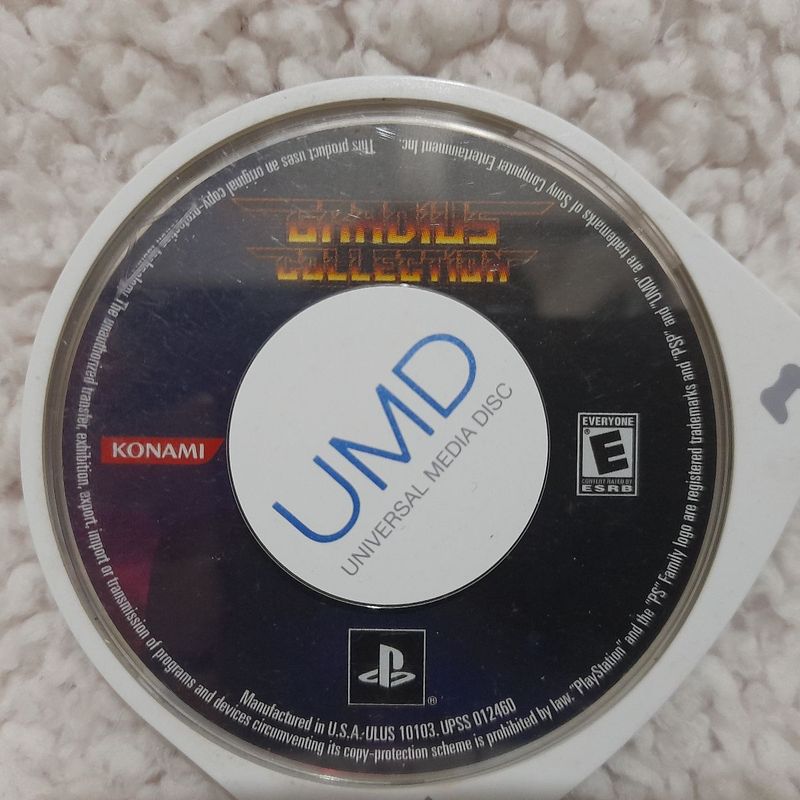 GRADIUS
COLLECTION
UMD
UNIVERSAL MEDIA DISC
KONAMI
EVERYONE
E
CONTENT RATED BY
ESRB
®
Manufactured in U.S.A.-ULUS 10103. UPSS 012460
This product uses an original copy-protection technology. The unauthorized transfer, exhibition, export, import or transmission of programs and devices circumventing its copy-protection scheme is prohibited by law. "PlayStation" and the "PS" Family logo are registered trademarks and "PSP" and "UMD" are trademarks of Sony Computer Entertainment Inc.